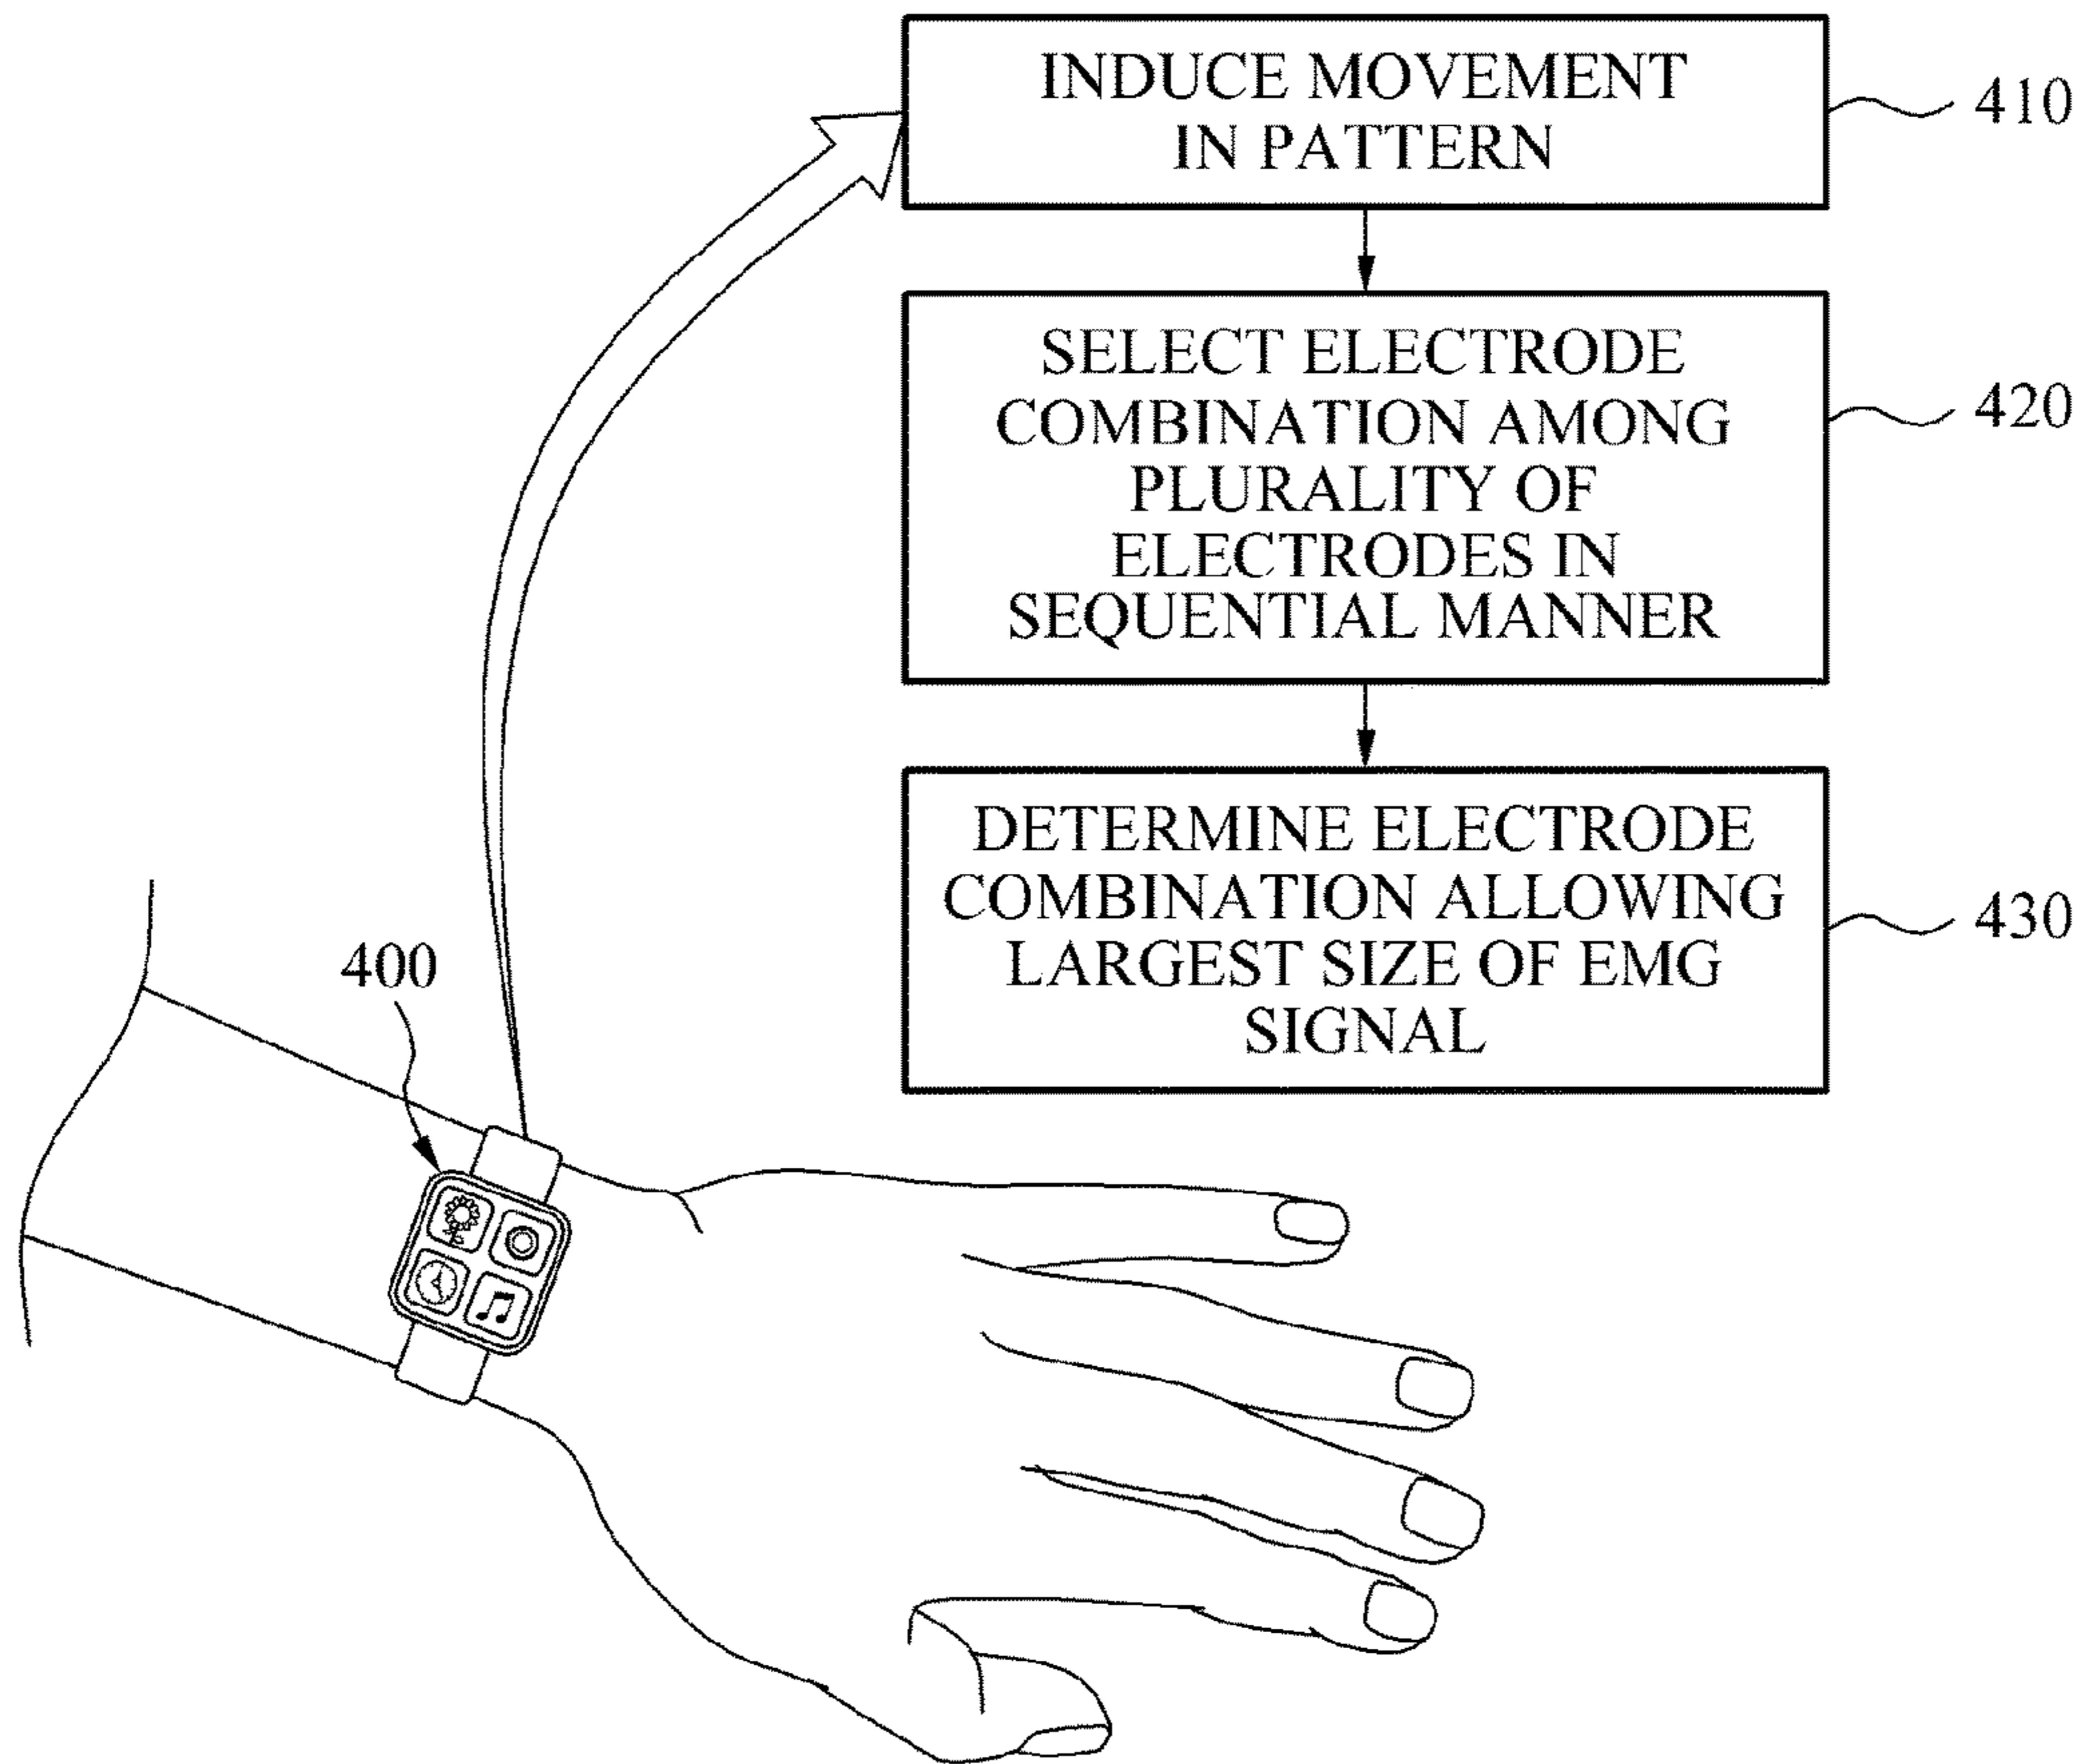 INDUCE MOVEMENT
IN PATTERN
410
SELECT ELECTRODE
COMBINATION AMONG
PLURALITY OF
ELECTRODES IN
SEQUENTIAL MANNER
420
DETERMINE ELECTRODE
COMBINATION ALLOWING
LARGEST SIZE OF EMG
SIGNAL
430
400